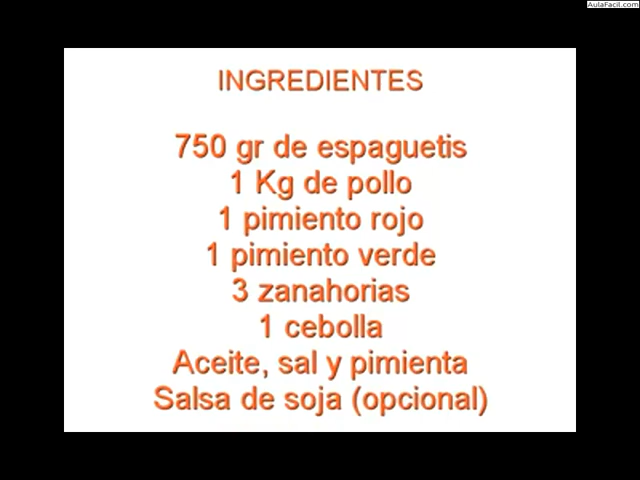 AulaFacil.com
INGREDIENTES
750 gr de espaguetis
1 Kg de pollo
1 pimiento rojo
1 pimiento verde
3 zanahorias
1 cebolla
Aceite, sal y pimienta
Salsa de soja (opcional)